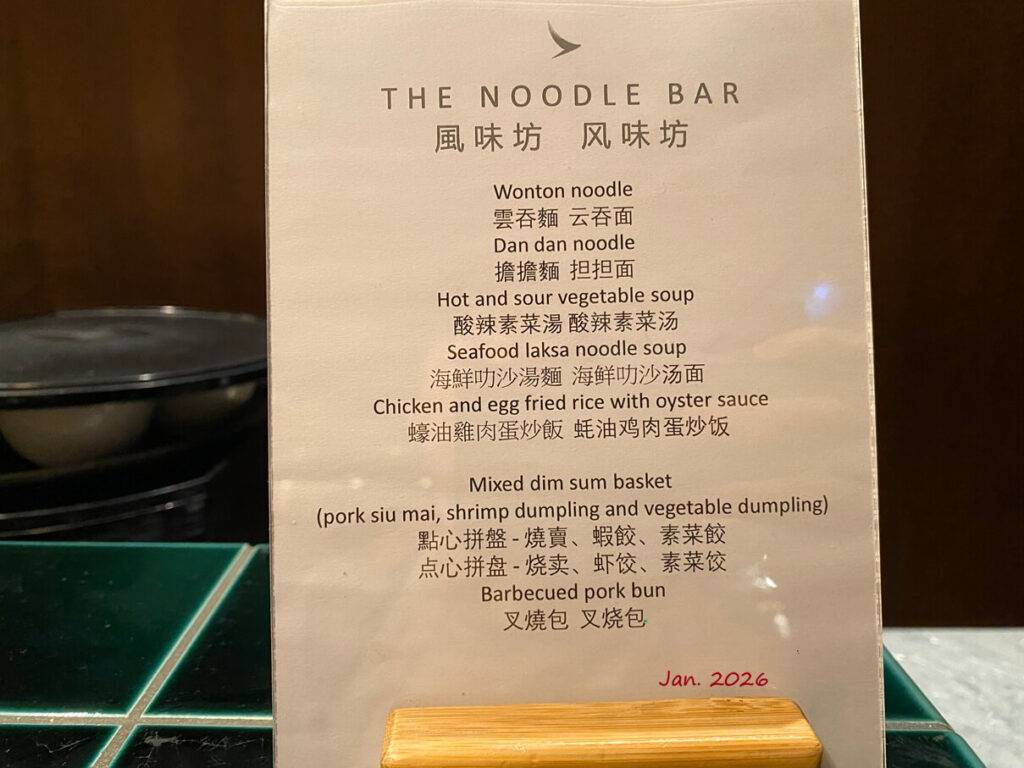 THE NOODLE BAR
風味坊 风味坊
Wonton noodle
雲吞麵 云吞面
Dan dan noodle
擔擔麵 担担面
Hot and sour vegetable soup
酸辣素菜湯 酸辣素菜汤
Seafood laksa noodle soup
海鮮叻沙湯麵 海鲜叻沙汤面
Chicken and egg fried rice with oyster sauce
蠔油雞肉蛋炒飯 蚝油鸡肉蛋炒饭
Mixed dim sum basket
(pork siu mai, shrimp dumpling and vegetable dumpling)
點心拼盤 - 燒賣、蝦餃、素菜餃
点心拼盘 - 烧卖、虾饺、素菜饺
Barbecued pork bun
叉燒包 叉烧包
Jan. 2026